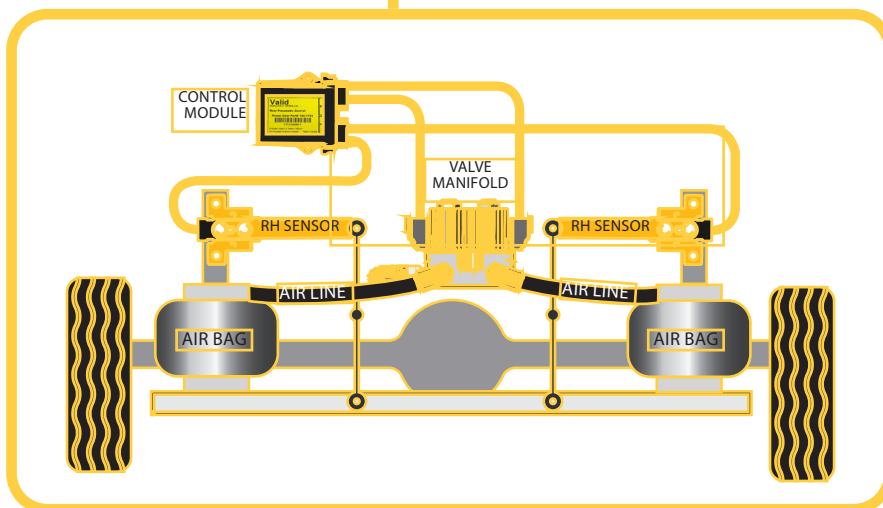 CONTROL
MODULE
Valid
VALVE
MANIFOLD
RH SENSOR
RH SENSOR
AIR LINE
AIR LINE
AIR BAG
AIR BAG